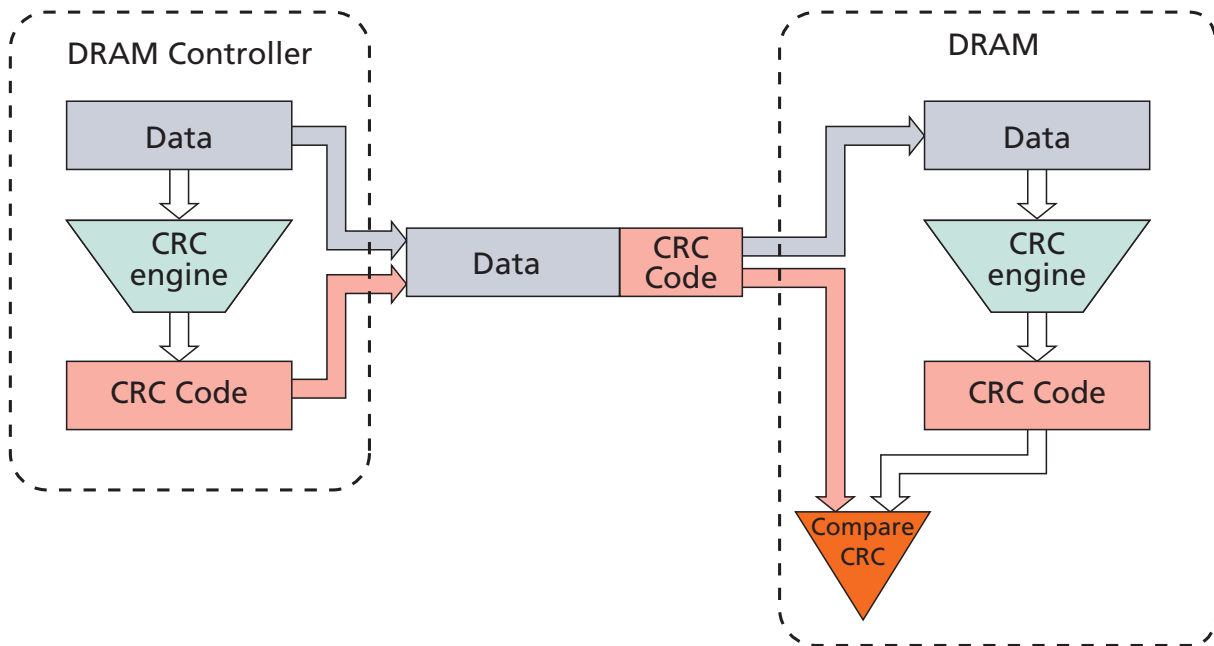 DRAM Controller
Data
CRC
engine
CRC Code
Data
CRC
Code
DRAM
Data
CRC
engine
CRC Code
Compare
CRC